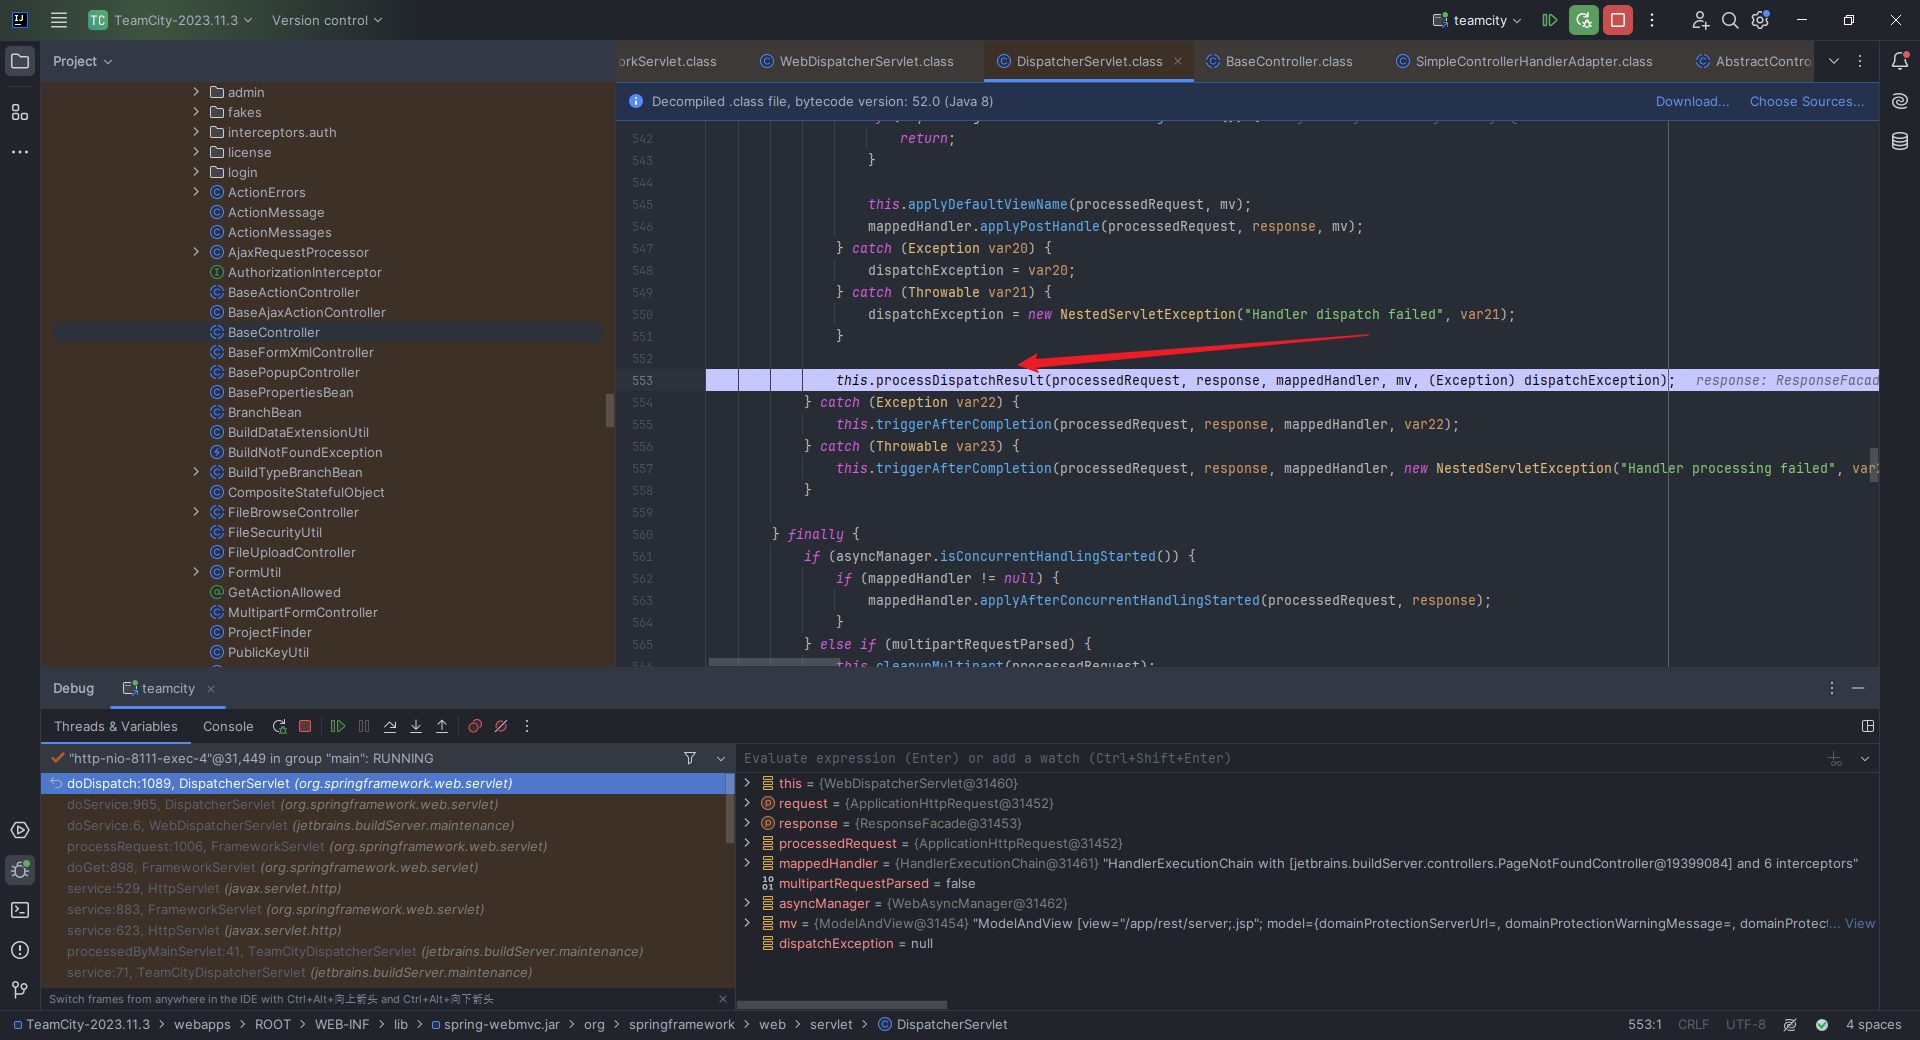 TC TeamCity-2023.11.3 Version control teamcity
Project
orkServlet.class WebDispatcherServlet.class DispatcherServlet.class BaseController.class SimpleControllerHandlerAdapter.class AbstractContro
Decompiled .class file, bytecode version: 52.0 (Java 8) Download... Choose Sources...
admin
fakes
interceptors.auth
license
login
ActionErrors
ActionMessage
ActionMessages
AjaxRequestProcessor
AuthorizationInterceptor
BaseActionController
BaseAjaxActionController
BaseController
BaseFormXmlController
BasePopupController
BasePropertiesBean
BranchBean
BuildDataExtensionUtil
BuildNotFoundException
BuildTypeBranchBean
CompositeStatefulObject
FileBrowseController
FileSecurityUtil
FileUploadController
FormUtil
GetActionAllowed
MultipartFormController
ProjectFinder
PublicKeyUtil
542 return;
543 }
544
545 this.applyDefaultViewName(processedRequest, mv);
546 mappedHandler.applyPostHandle(processedRequest, response, mv);
547 } catch (Exception var20) {
548 dispatchException = var20;
549 } catch (Throwable var21) {
550 dispatchException = new NestedServletException("Handler dispatch failed", var21);
551 }
552
553 this.processDispatchResult(processedRequest, response, mappedHandler, mv, (Exception) dispatchException); response: ResponseFacad
554 } catch (Exception var22) {
555 this.triggerAfterCompletion(processedRequest, response, mappedHandler, var22);
556 } catch (Throwable var23) {
557 this.triggerAfterCompletion(processedRequest, response, mappedHandler, new NestedServletException("Handler processing failed", var
558 }
559
560 } finally {
561 if (asyncManager.isConcurrentHandlingStarted()) {
562 if (mappedHandler != null) {
563 mappedHandler.applyAfterConcurrentHandlingStarted(processedRequest, response);
564 }
565 } else if (multipartRequestParsed) {
566 this.cleanupMultipart(processedRequest);
Debug teamcity
Threads & Variables Console
"http-nio-8111-exec-4"@31,449 in group "main": RUNNING
doDispatch:1089, DispatcherServlet (org.springframework.web.servlet)
doService:965, DispatcherServlet (org.springframework.web.servlet)
doService:6, WebDispatcherServlet (jetbrains.buildServer.maintenance)
processRequest:1006, FrameworkServlet (org.springframework.web.servlet)
doGet:898, FrameworkServlet (org.springframework.web.servlet)
service:529, HttpServlet (javax.servlet.http)
service:883, FrameworkServlet (org.springframework.web.servlet)
service:623, HttpServlet (javax.servlet.http)
processedByMainServlet:41, TeamCityDispatcherServlet (jetbrains.buildServer.maintenance)
service:71, TeamCityDispatcherServlet (jetbrains.buildServer.maintenance)
Switch frames from anywhere in the IDE with Ctrl+Alt+向上箭头 and Ctrl+Alt+向下箭头
Evaluate expression (Enter) or add a watch (Ctrl+Shift+Enter)
this = {WebDispatcherServlet@31460}
request = {ApplicationHttpRequest@31452}
response = {ResponseFacade@31453}
processedRequest = {ApplicationHttpRequest@31452}
mappedHandler = {HandlerExecutionChain@31461} "HandlerExecutionChain with [jetbrains.buildServer.controllers.PageNotFoundController@19399084] and 6 interceptors"
multipartRequestParsed = false
asyncManager = {WebAsyncManager@31462}
mv = {ModelAndView@31454} "ModelAndView [view="/app/rest/server;.jsp"; model={domainProtectionServerUrl=, domainProtectionWarningMessage=, domainProtect... View
dispatchException = null
TeamCity-2023.11.3 webapps ROOT WEB-INF lib spring-webmvc.jar org springframework web servlet DispatcherServlet 553:1 CRLF UTF-8 4 spaces